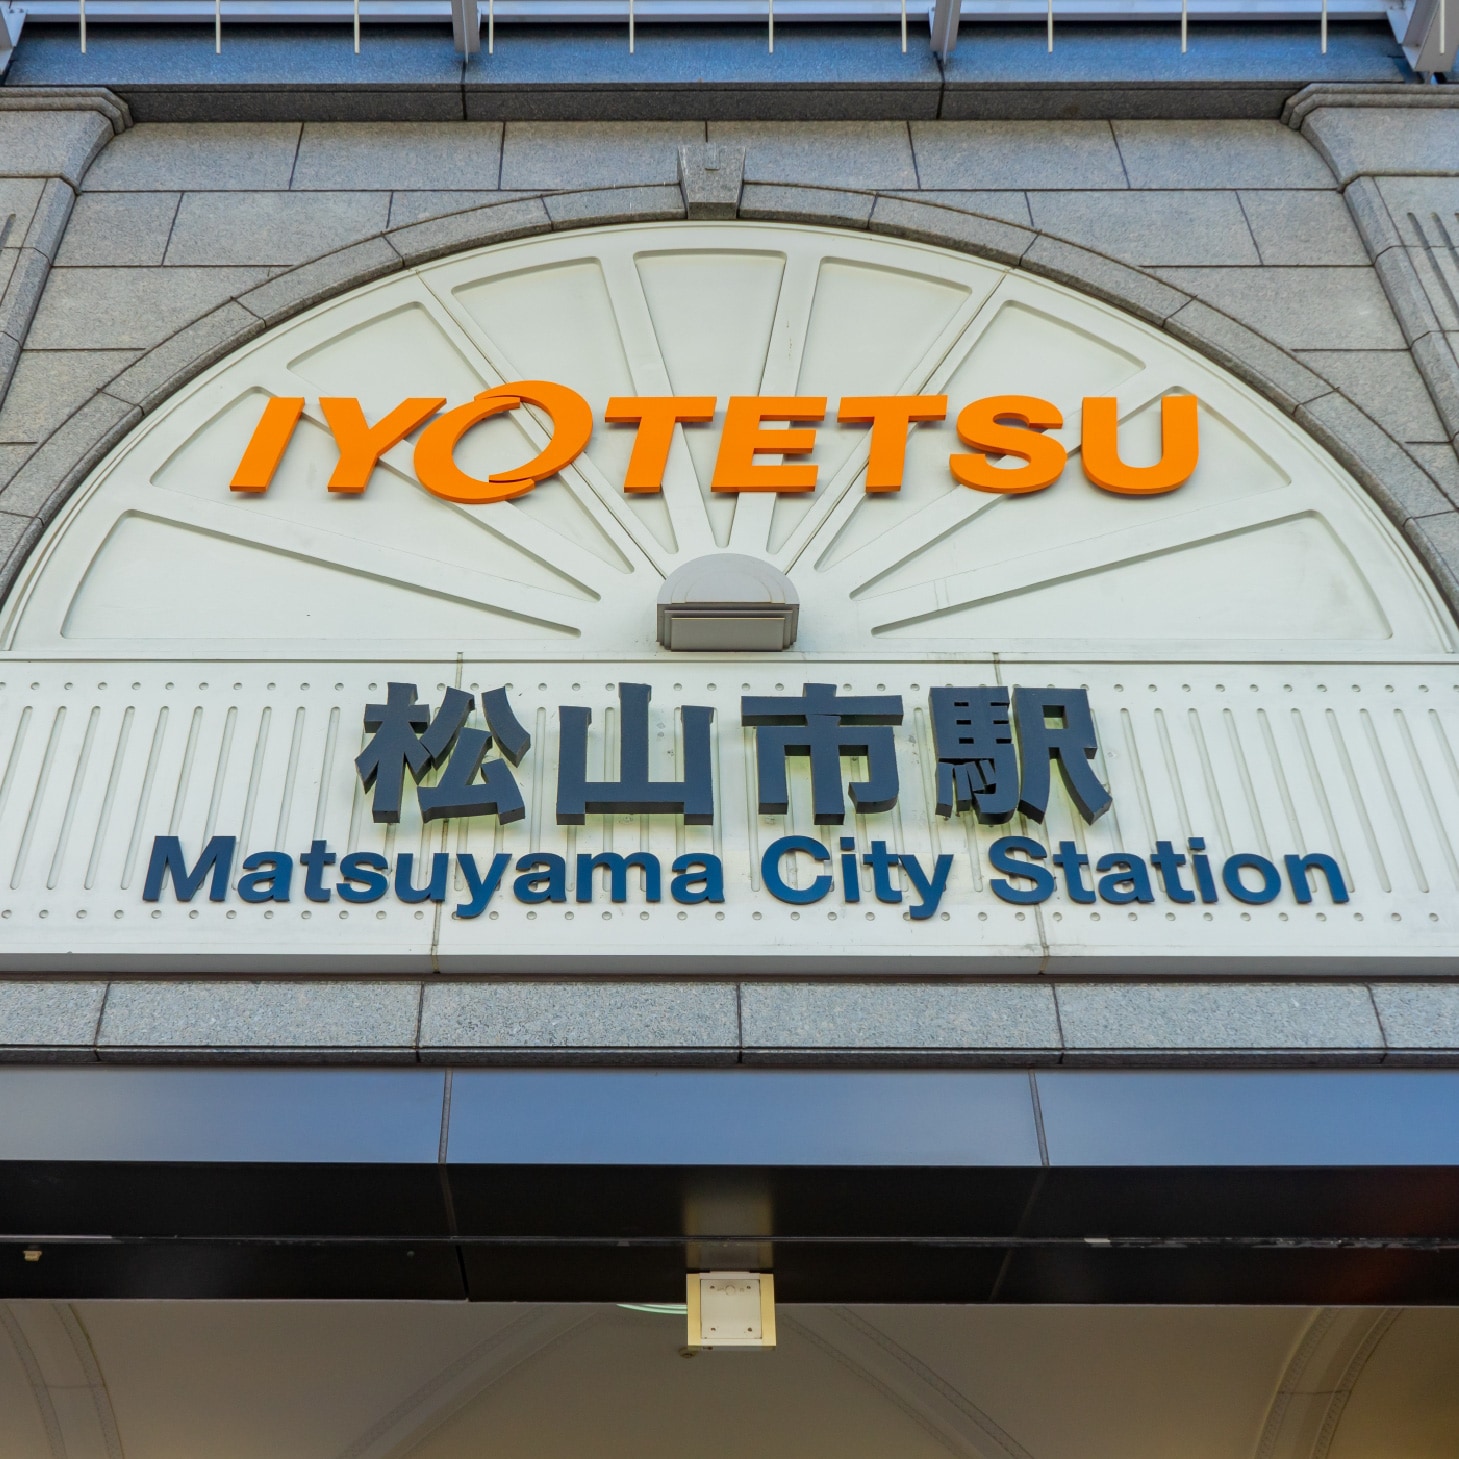 IYOTETSU
松山市駅
Matsuyama City Station